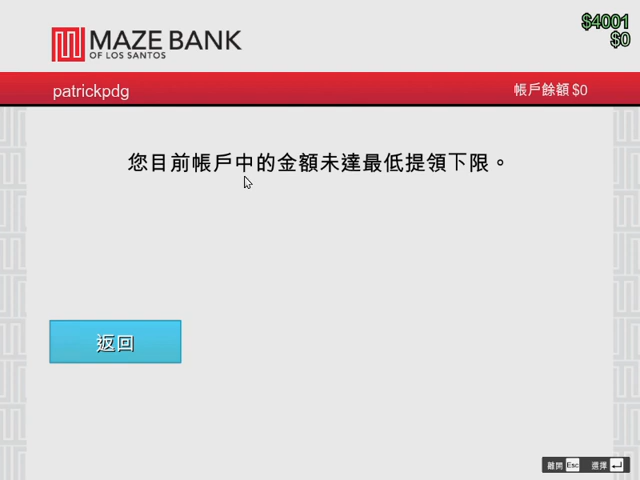 $4001
$0
MAZE BANK
OF LOS SANTOS
patrickpdg
帳戶餘額 $0
您目前帳戶中的金額未達最低提領下限。
返回
離開 Esc 選擇